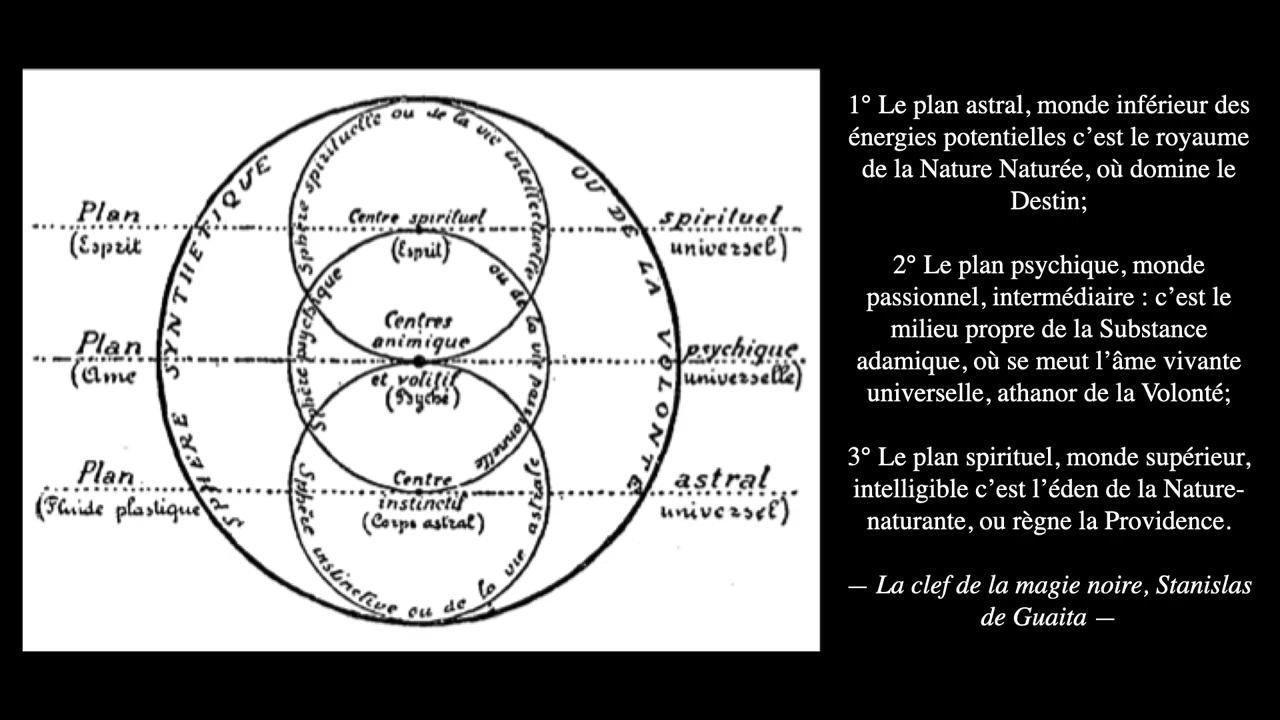 SPHERE SYNTHETIQUE OU DE LA VOLONTE
Sphère spirituelle ou de la vie intellectuelle
Plan spirituel
Centre spirituel
(Esprit universel)
(Esprit)
Sphère psychique ou de la vie passionnelle
Centres
animique
Plan psychique
et volitif
(Ame universelle)
(Psyché)
Plan astral
Centre
instinctif
(Fluide plastique universel)
(Corps astral)
Sphère instinctive ou de la vie astrale
1° Le plan astral, monde inférieur des
énergies potentielles c’est le royaume
de la Nature Naturée, où domine le
Destin;
2° Le plan psychique, monde
passionnel, intermédiaire : c’est le
milieu propre de la Substance
adamique, où se meut l’âme vivante
universelle, athanor de la Volonté;
3° Le plan spirituel, monde supérieur,
intelligible c’est l’éden de la Nature-
naturante, ou règne la Providence.
— La clef de la magie noire, Stanislas
de Guaita —